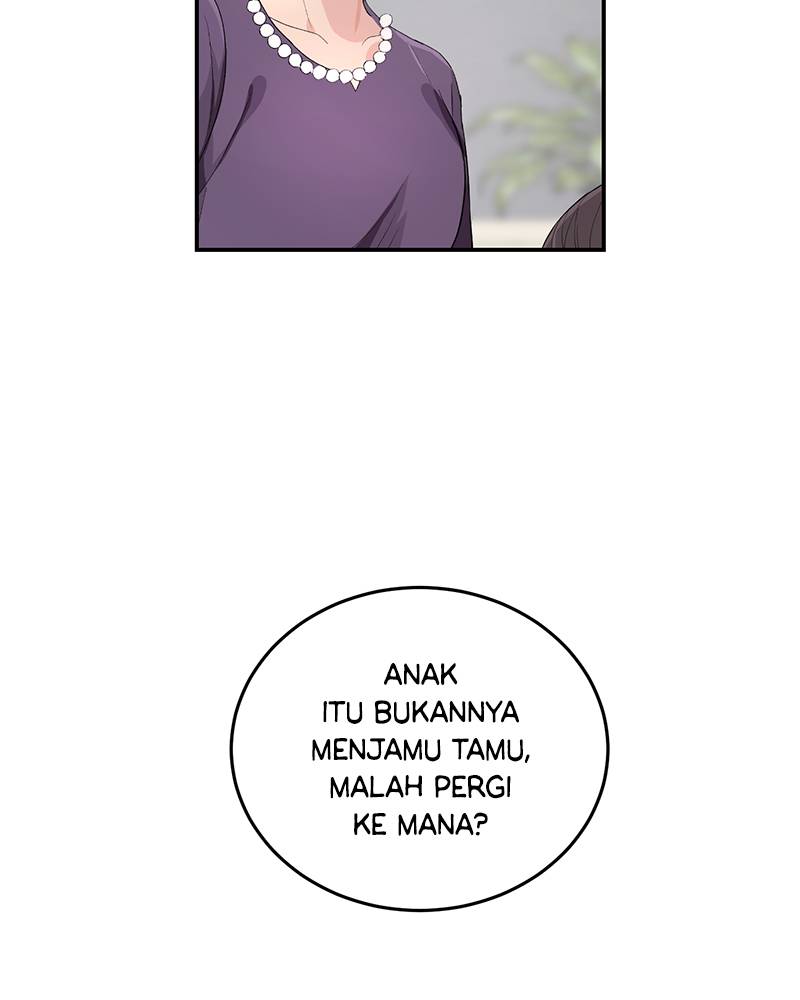 ANAK
ITU BUKANNYA
MENJAMU TAMU,
MALAH PERGI
KE MANA?